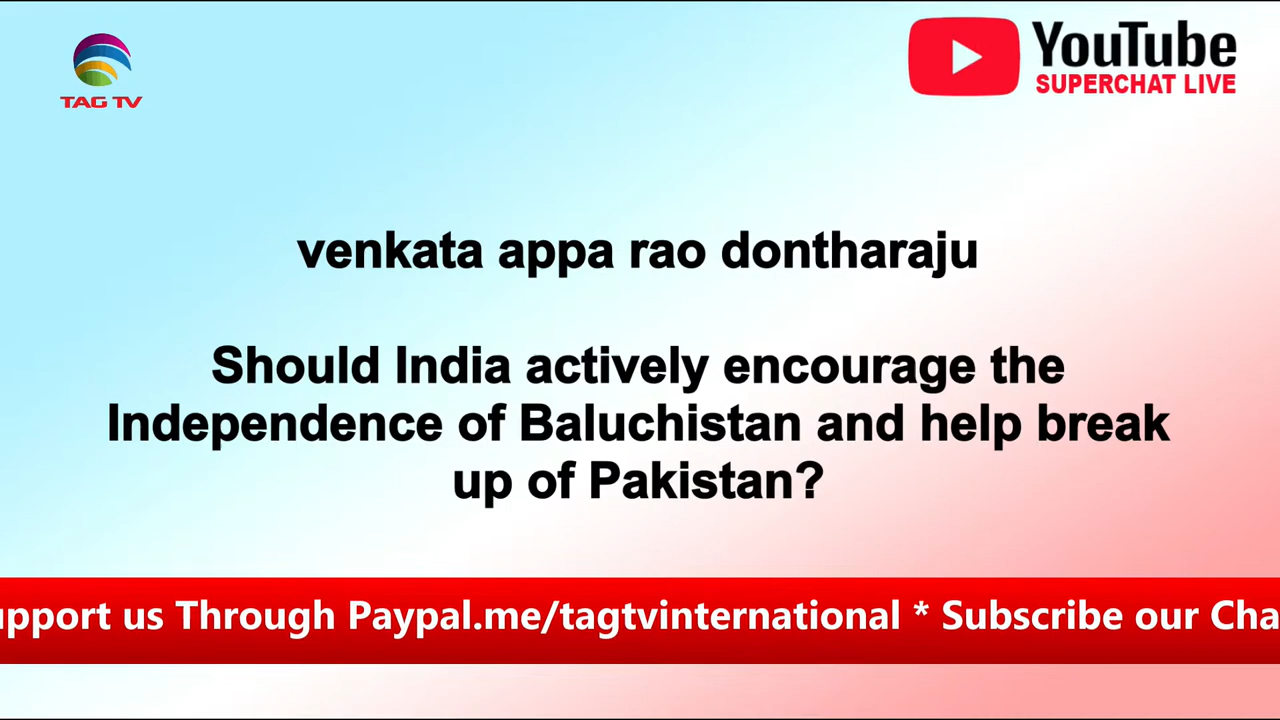 TAG TV
YouTube
SUPERCHAT LIVE
venkata appa rao dontharaju
Should India actively encourage the
Independence of Baluchistan and help break
up of Pakistan?
upport us Through Paypal.me/tagtvinternational * Subscribe our Cha